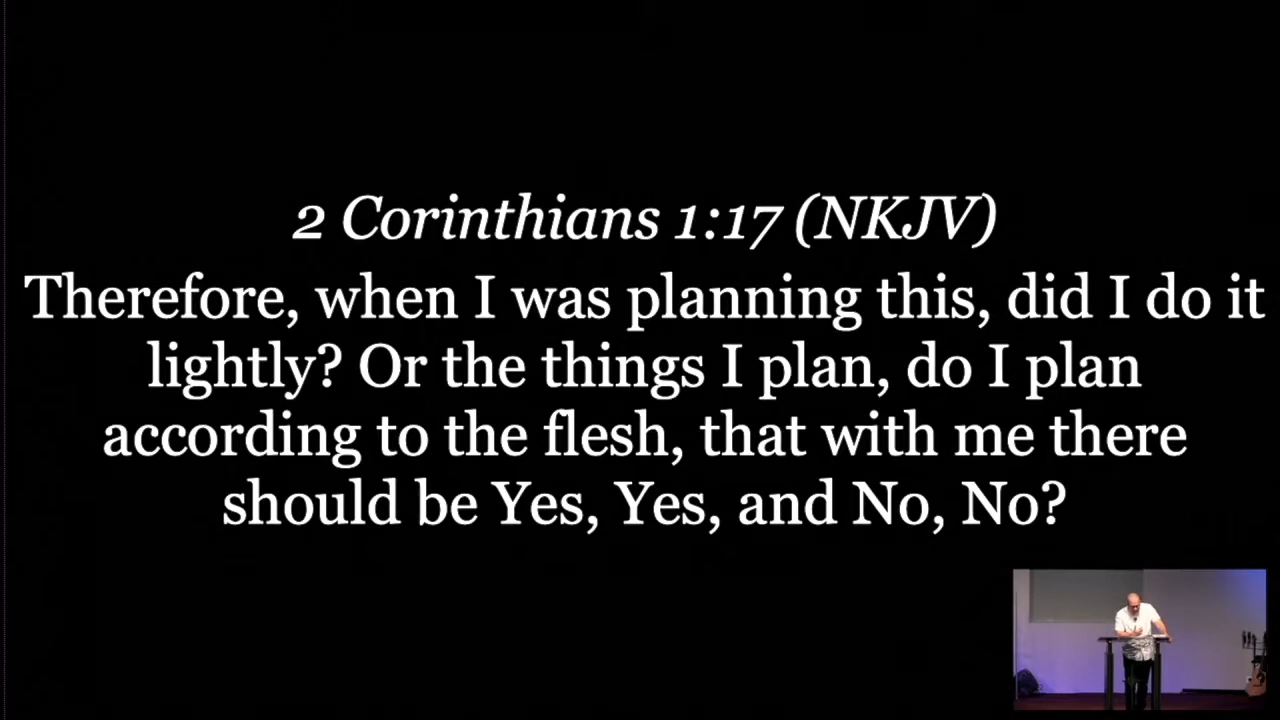 2 Corinthians 1:17 (NKJV)
Therefore, when I was planning this, did I do it
lightly? Or the things I plan, do I plan
according to the flesh, that with me there
should be Yes, Yes, and No, No?